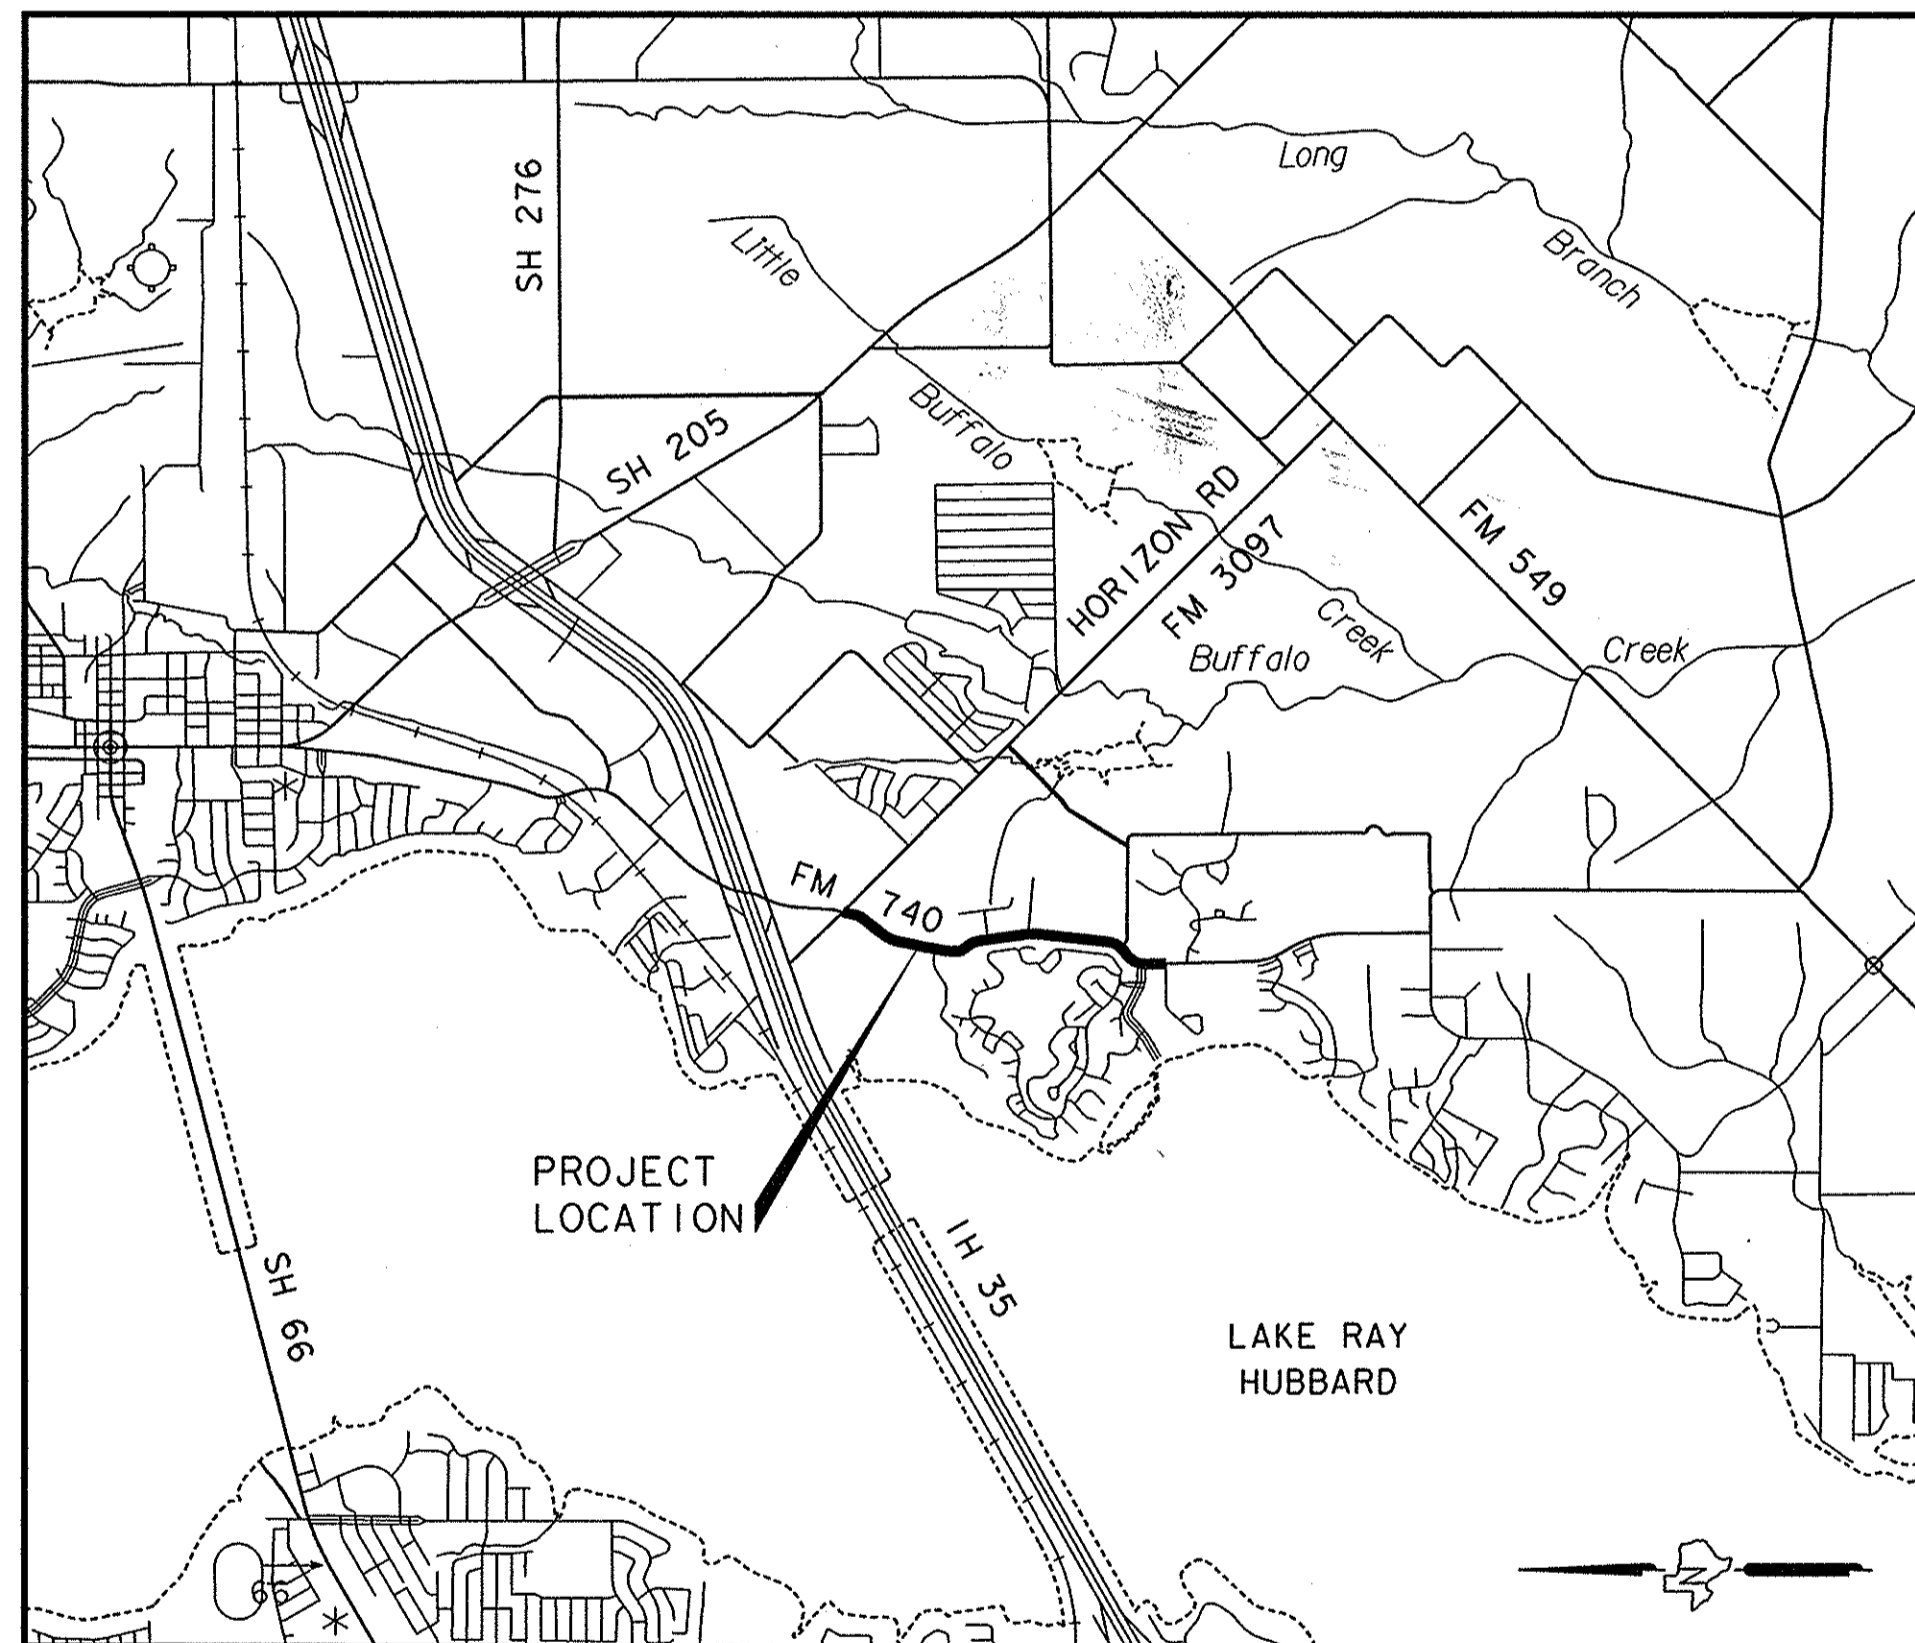 Long
SH 276
Little
Branch
Buffalo
SH 205
HORIZON RD
FM 3097
FM 549
Creek
Buffalo
Creek
FM 740
PROJECT
LOCATION
IH 35
SH 66
LAKE RAY
HUBBARD
66
N